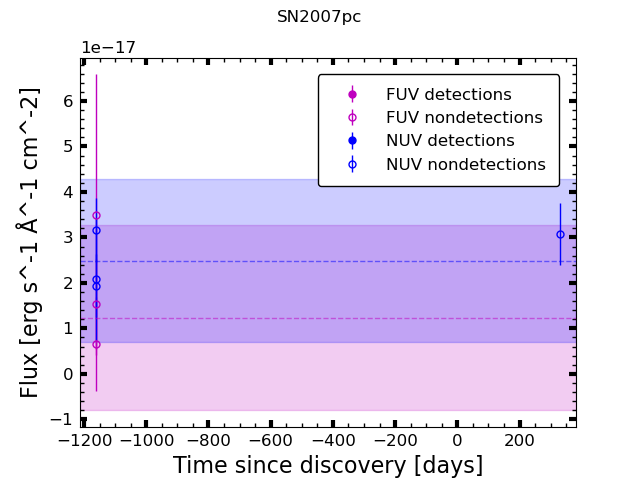 SN2007pc
1e−17
FUV detections
FUV nondetections
NUV detections
NUV nondetections
6
5
4
3
2
1
0
−1
−1200 −1000 −800 −600 −400 −200 0 200
Time since discovery [days]
Flux [erg s^-1 Å^-1 cm^-2]